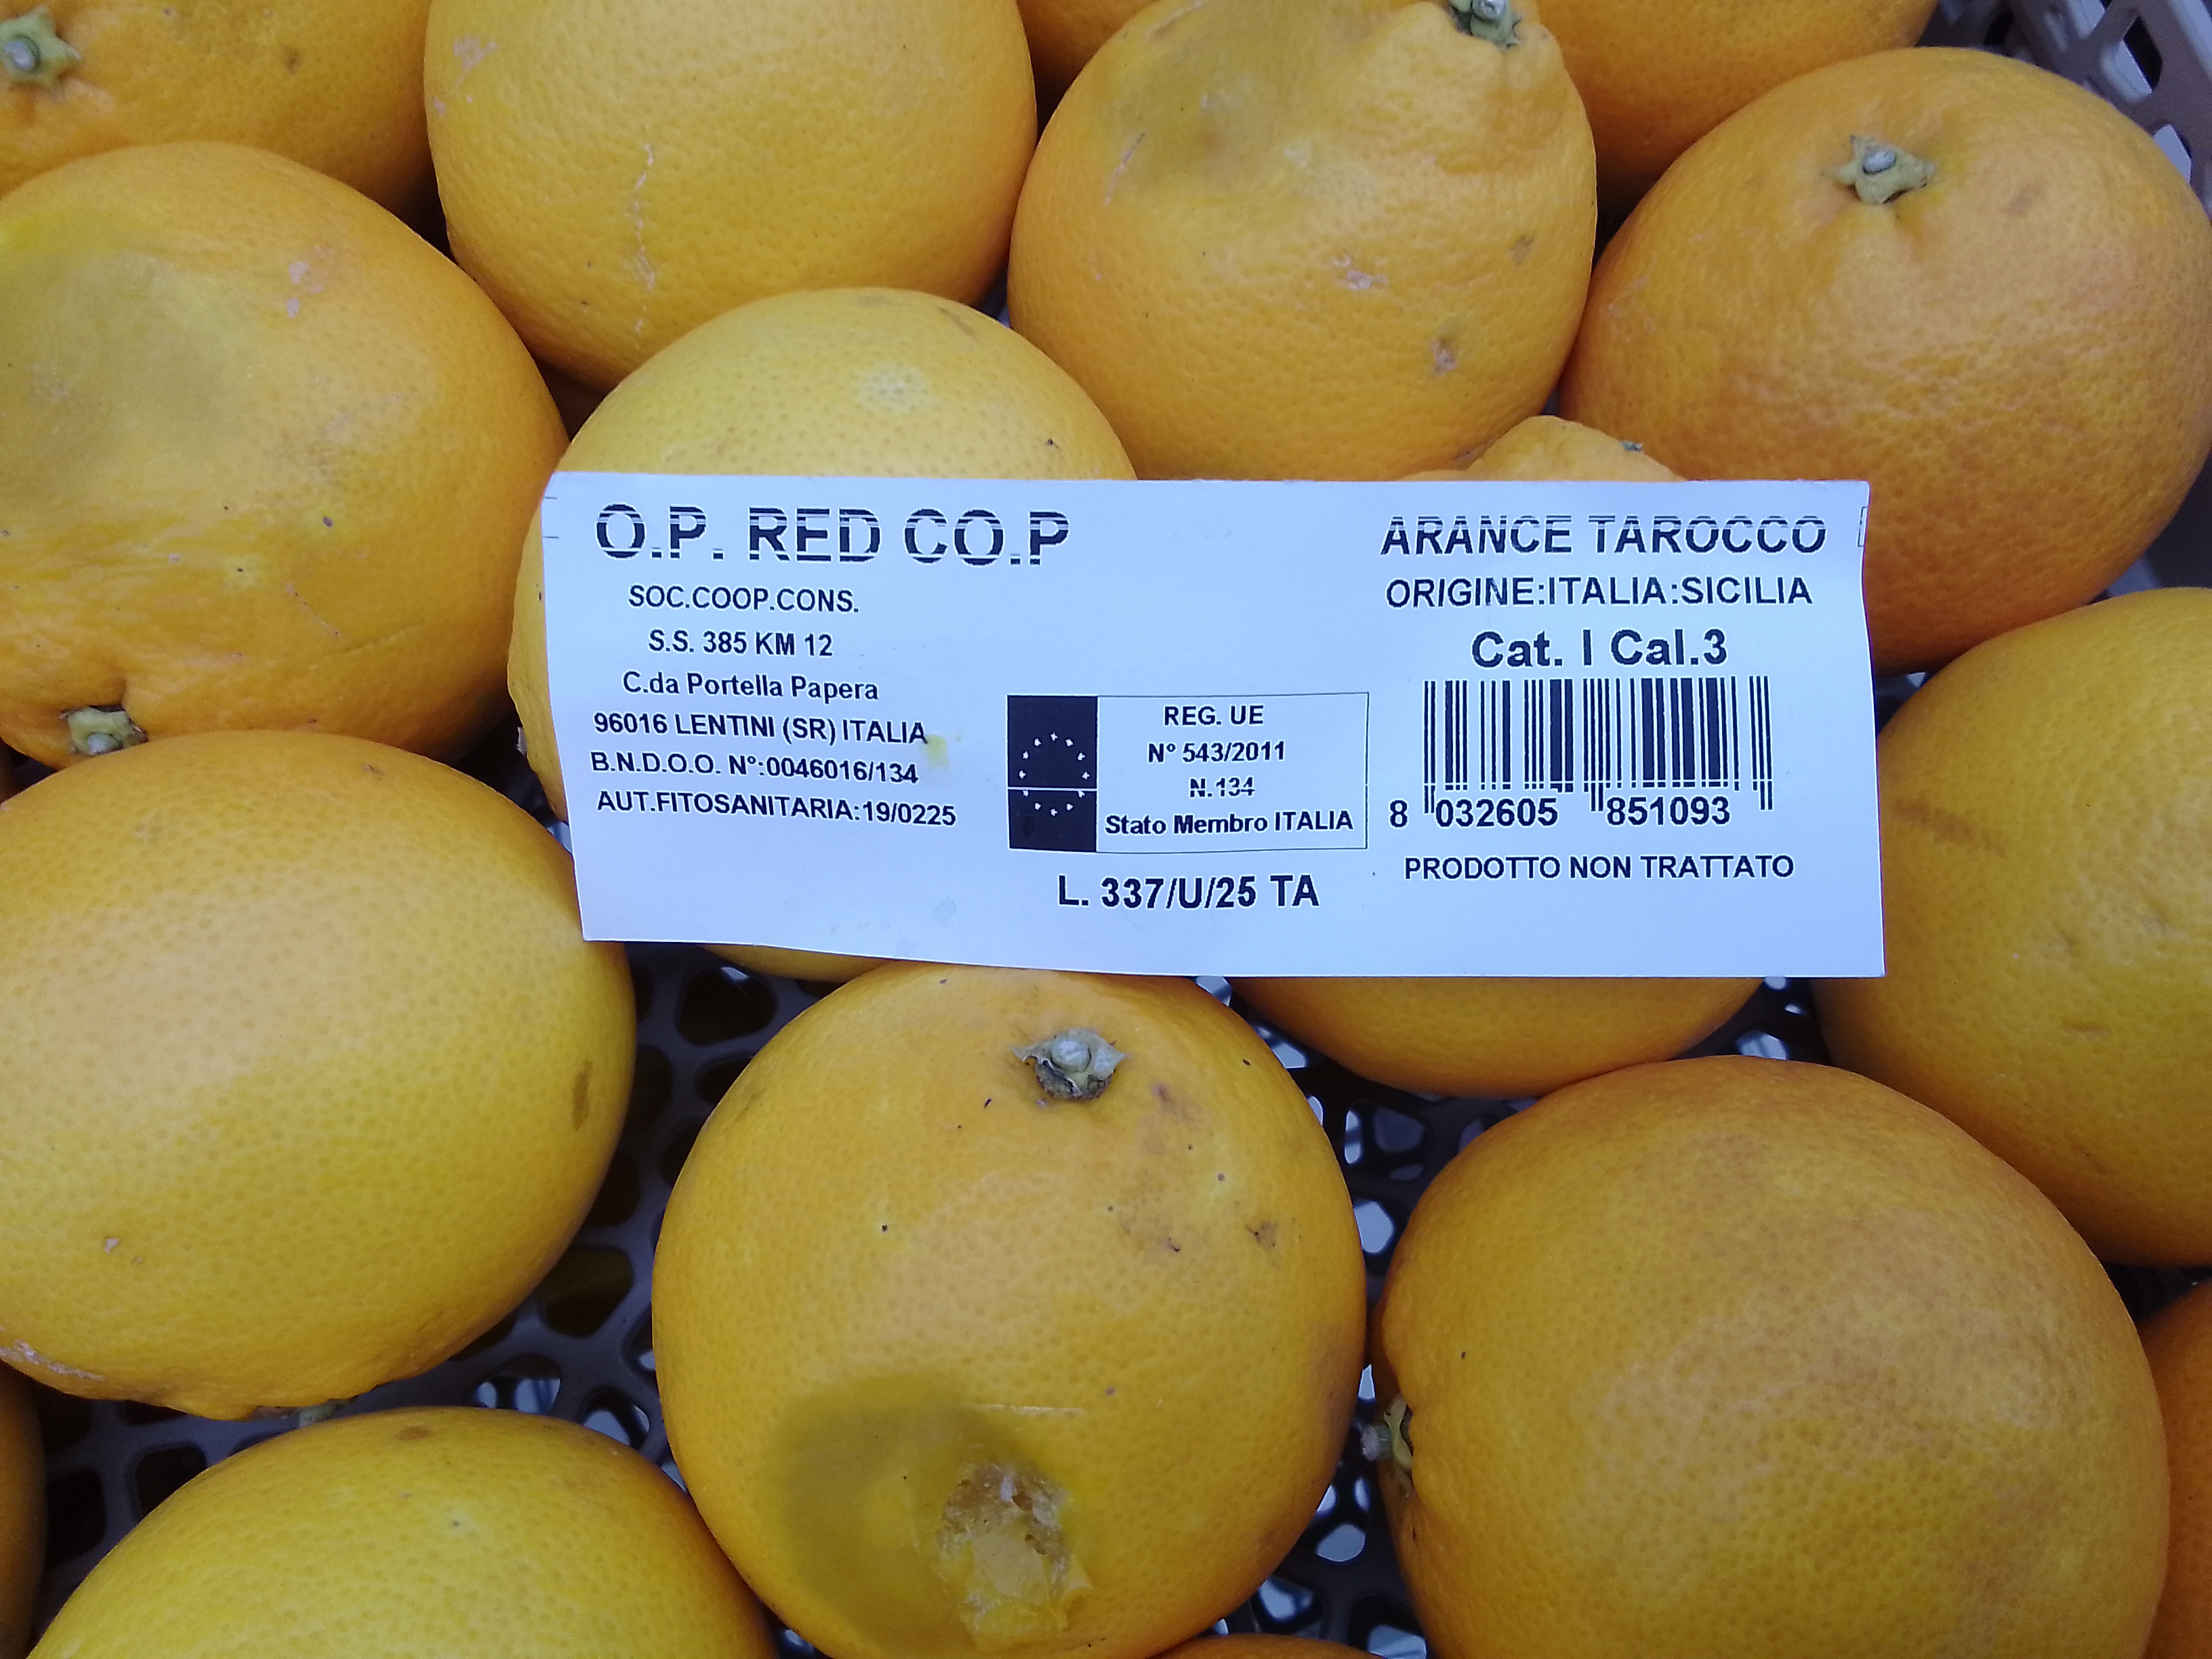 O.P. RED CO.P
SOC.COOP.CONS.
S.S. 385 KM 12
C.da Portella Papera
96016 LENTINI (SR) ITALIA
B.N.D.O.O. N°:0046016/134
AUT.FITOSANITARIA:19/0225
REG. UE
N° 543/2011
N.134
Stato Membro ITALIA
L. 337/U/25 TA
ARANCE TAROCCO
ORIGINE:ITALIA:SICILIA
Cat. I Cal.3
8 032605 851093
PRODOTTO NON TRATTATO